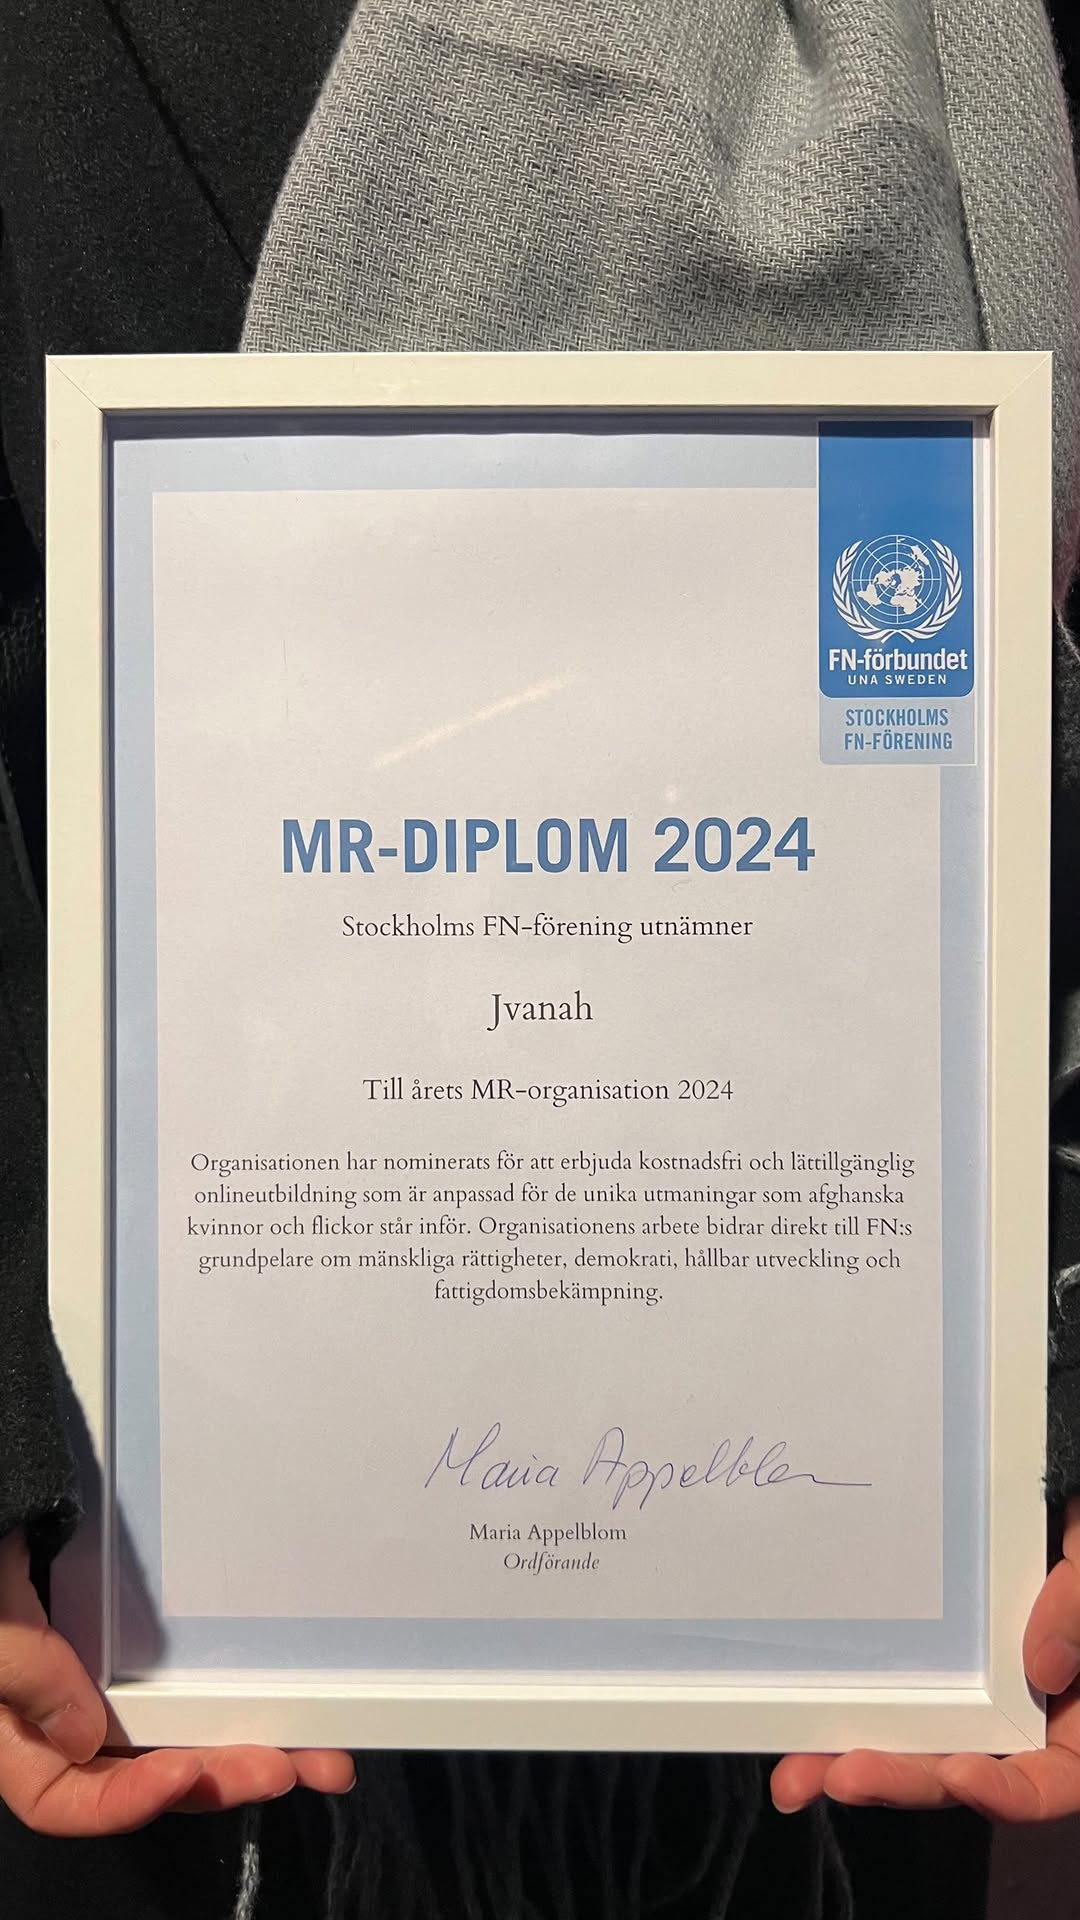 FN-förbundet
UNA SWEDEN
STOCKHOLMS
FN-FÖRENING
MR-DIPLOM 2024
Stockholms FN-förening utnämner
Jvanah
Till årets MR-organisation 2024
Organisationen har nominerats för att erbjuda kostnadsfri och lättillgänglig
onlineutbildning som är anpassad för de unika utmaningar som afghanska
kvinnor och flickor står inför. Organisationens arbete bidrar direkt till FN:s
grundpelare om mänskliga rättigheter, demokrati, hållbar utveckling och
fattigdomsbekämpning.
Maria Appelblom
Maria Appelblom
Ordförande